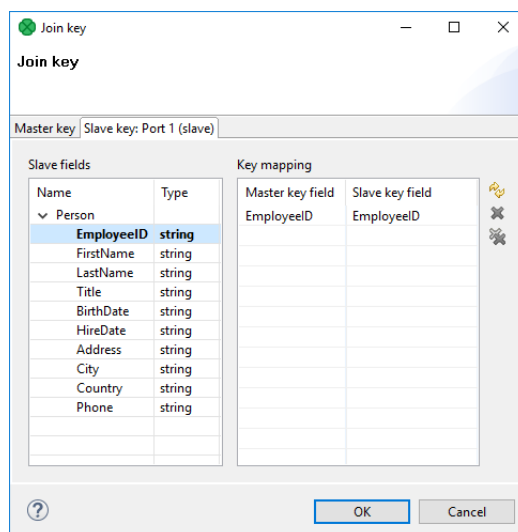 Join key
Join key
Master key Slave key: Port 1 (slave)
Slave fields Key mapping
Name Type Master key field Slave key field
Person EmployeeID EmployeeID
EmployeeID string
FirstName string
LastName string
Title string
BirthDate string
HireDate string
Address string
City string
Country string
Phone string
? OK Cancel